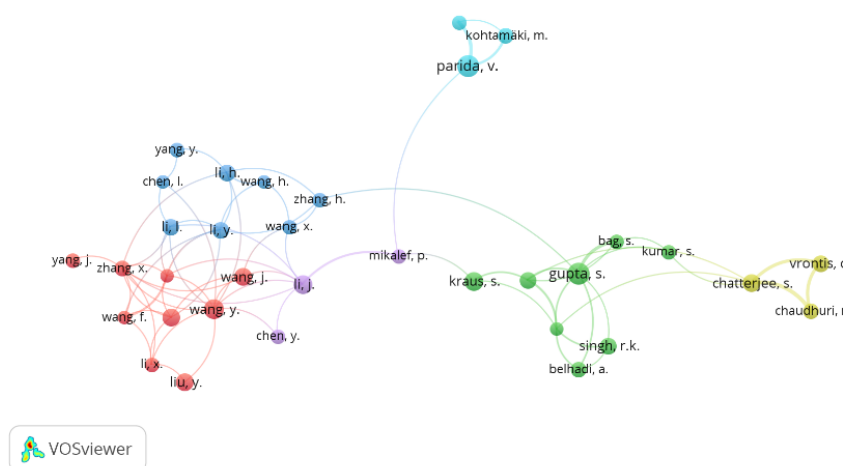 kohtamäki, m.
parida, v.
yang, y.
chen, l.
li, h.
wang, h.
zhang, h.
li, l.
li, y.
wang, x.
bag, s.
kumar, s.
yang, j.
zhang, x.
wang, j.
li, j.
mikalef, p.
kraus, s.
gupta, s.
chatterjee, s.
vrontis, d
chaudhuri, r
wang, f.
wang, y.
chen, y.
singh, r.k.
belhadi, a.
li, x.
liu, y.
VOSviewer